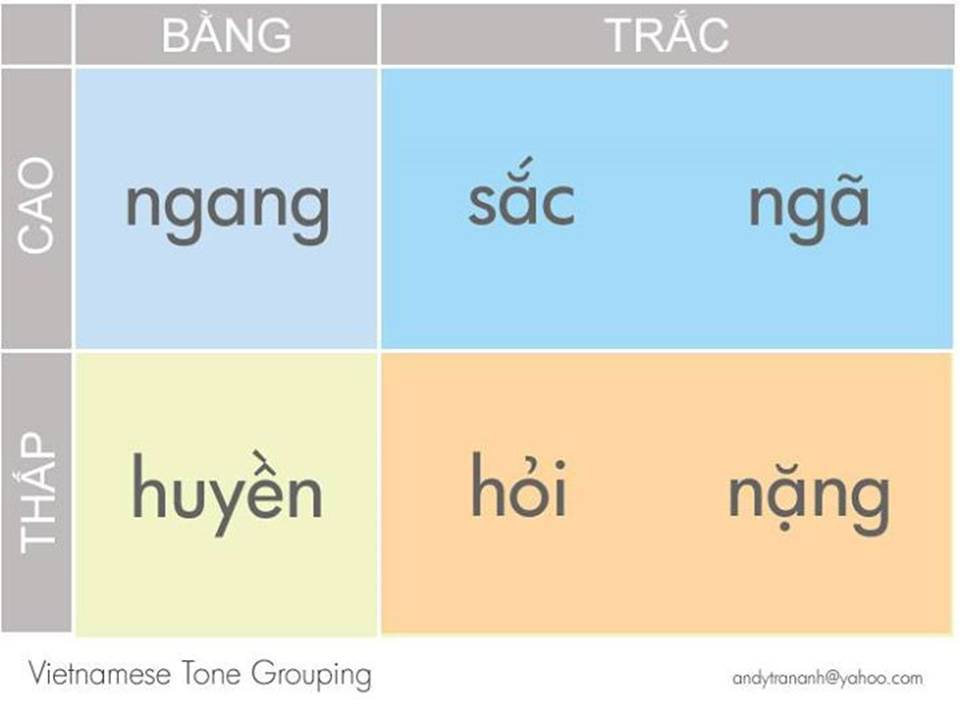 BẰNG TRẮC
CAO
ngang sắc ngã
THẤP
huyền hỏi nặng
Vietnamese Tone Grouping
andytrananh@yahoo.com